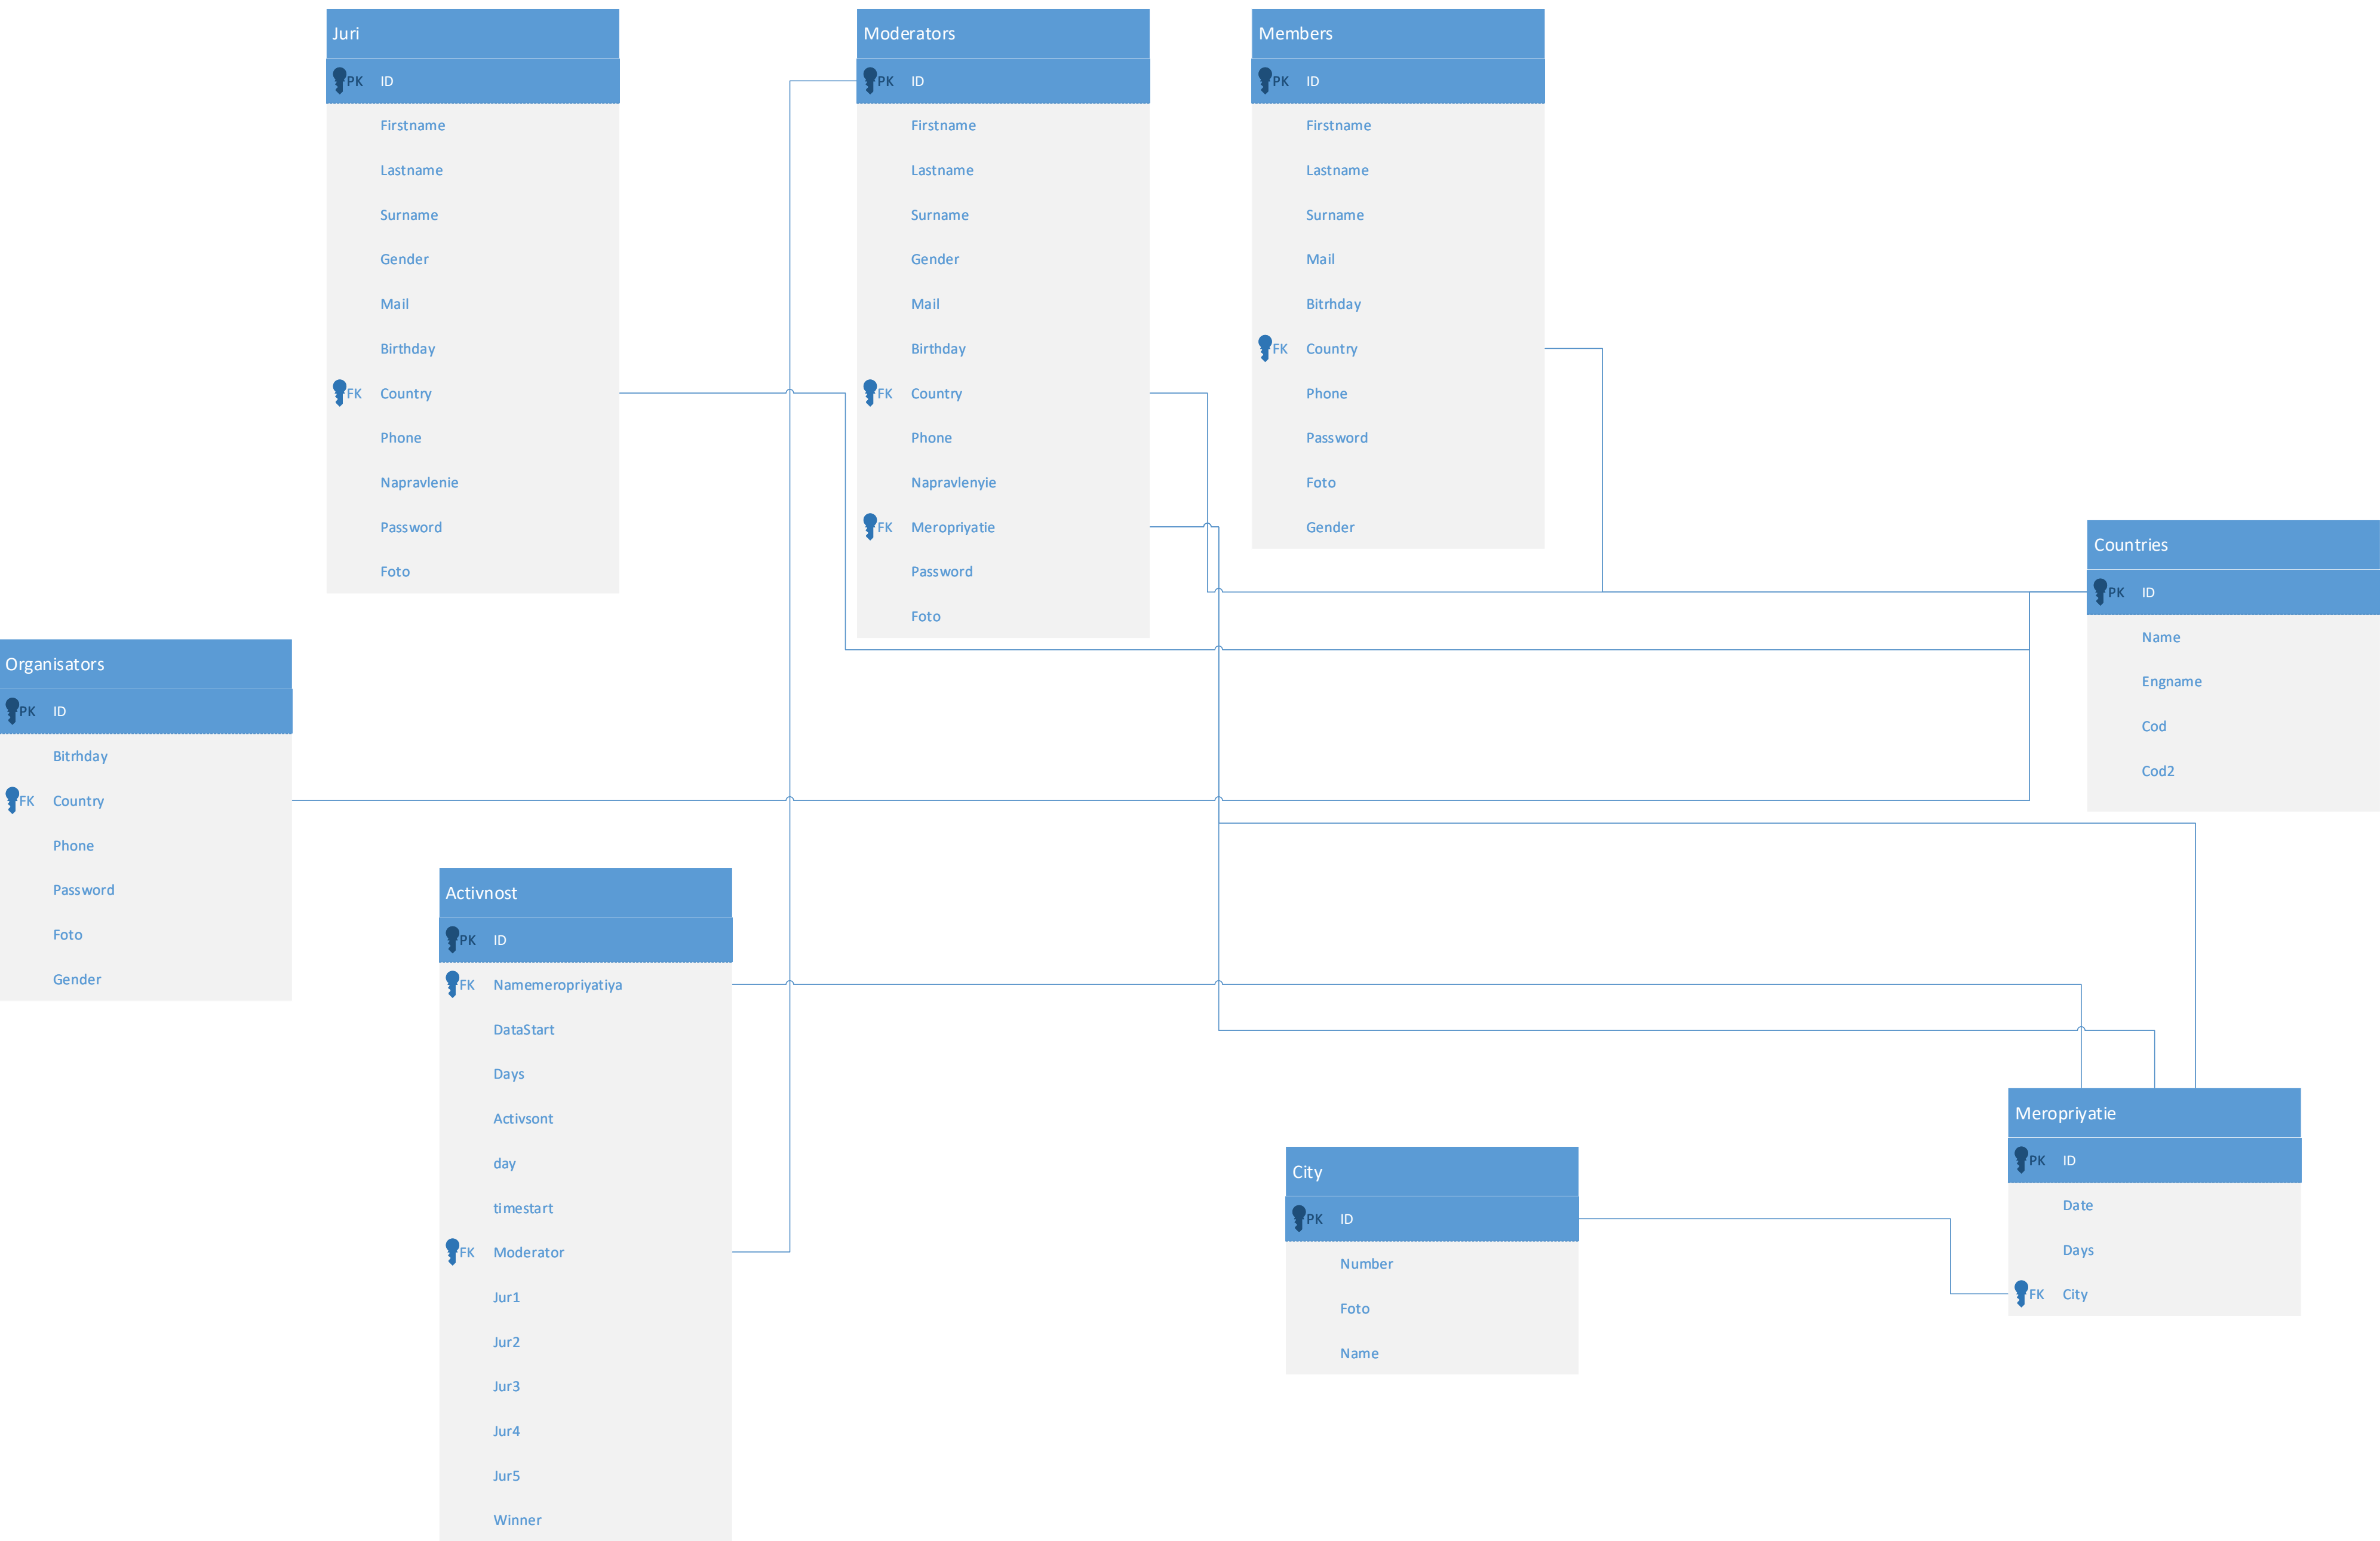 Juri
PK ID
Firstname
Lastname
Surname
Gender
Mail
Birthday
FK Country
Phone
Napravlenie
Password
Foto
Moderators
PK ID
Firstname
Lastname
Surname
Gender
Mail
Birthday
FK Country
Phone
Napravlenyie
FK Meropriyatie
Password
Foto
Members
PK ID
Firstname
Lastname
Surname
Mail
Bitrhday
FK Country
Phone
Password
Foto
Gender
Countries
PK ID
Name
Engname
Cod
Cod2
Organisators
PK ID
Bitrhday
FK Country
Phone
Password
Foto
Gender
Activnost
PK ID
FK Namemeropriyatiya
DataStart
Days
Activsont
day
timestart
FK Moderator
Jur1
Jur2
Jur3
Jur4
Jur5
Winner
City
PK ID
Number
Foto
Name
Meropriyatie
PK ID
Date
Days
FK City